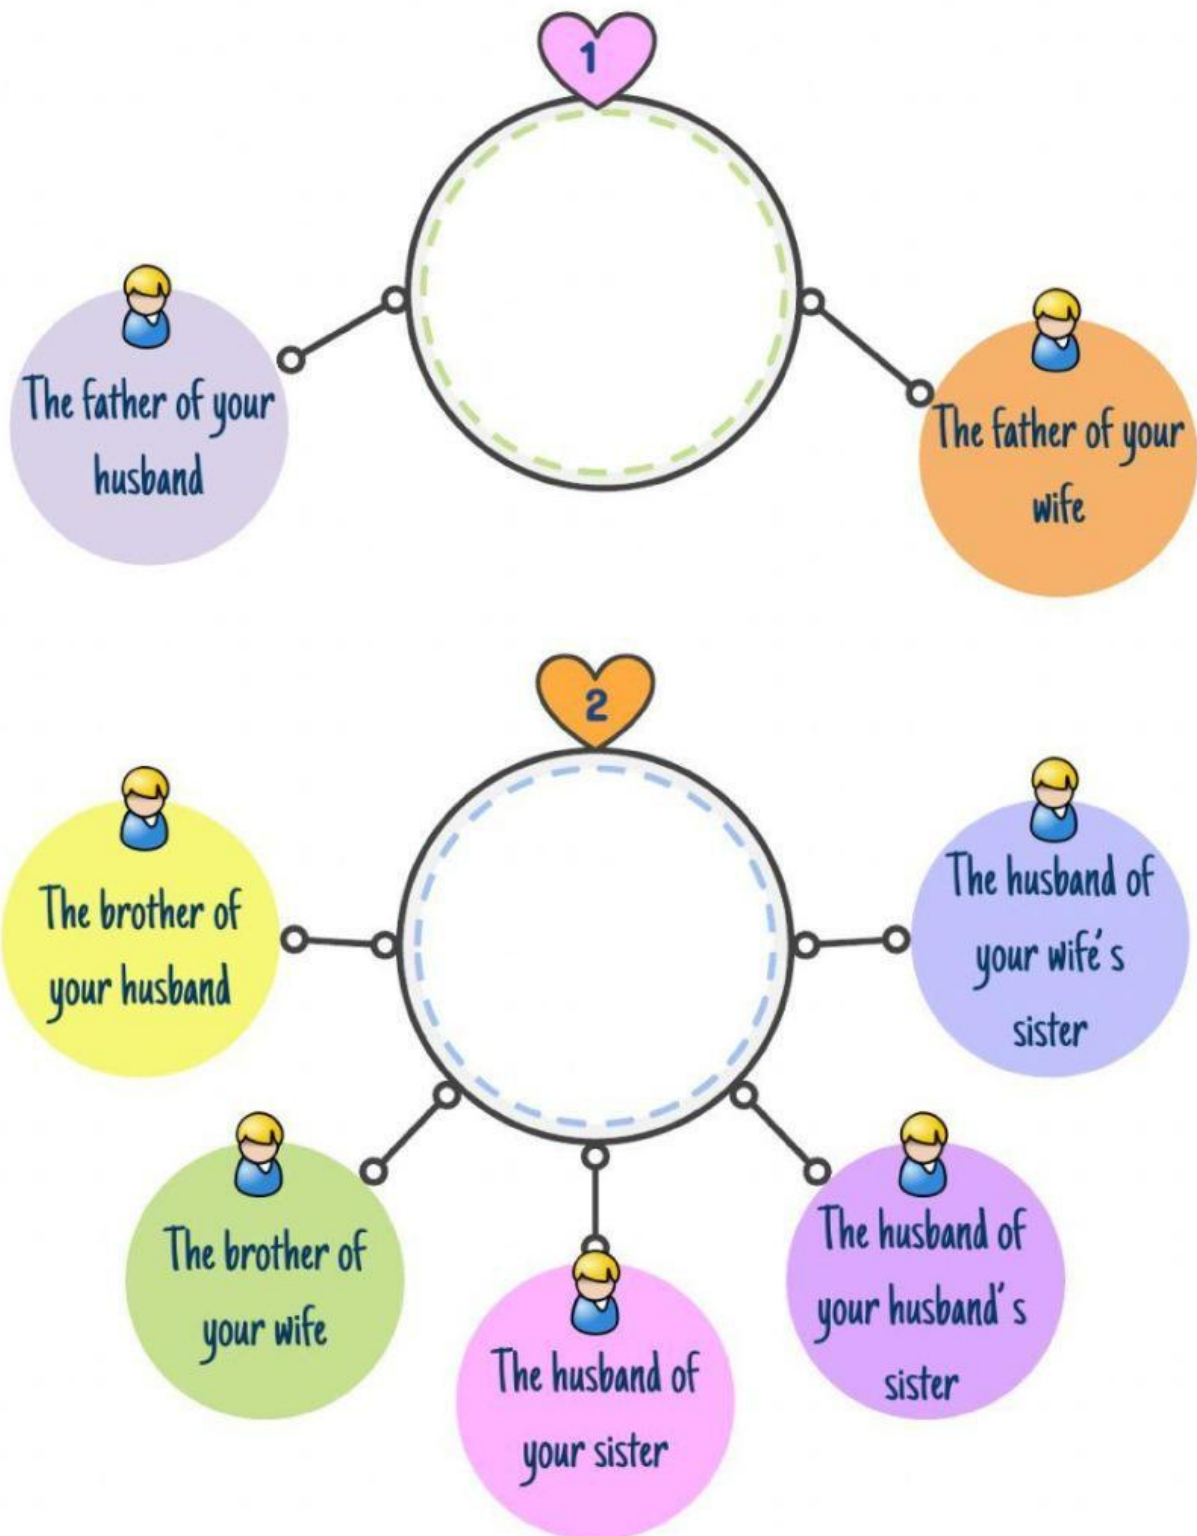 1
The father of your
husband
The father of your
wife
2
The brother of
your husband
The husband of
your wife's
sister
The brother of
your wife
The husband of
your sister
The husband of
your husband's
sister